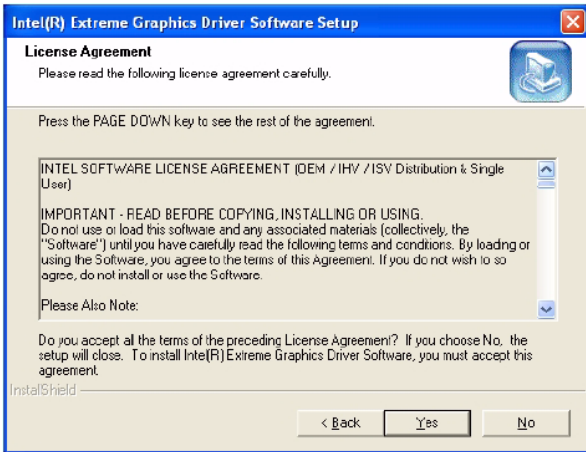 Intel(R) Extreme Graphics Driver Software Setup
License Agreement
Please read the following license agreement carefully.
Press the PAGE DOWN key to see the rest of the agreement.
INTEL SOFTWARE LICENSE AGREEMENT (OEM / IHV / ISV Distribution & Single
User)
IMPORTANT - READ BEFORE COPYING, INSTALLING OR USING.
Do not use or load this software and any associated materials (collectively, the
"Software") until you have carefully read the following terms and conditions. By loading or
using the Software, you agree to the terms of this Agreement. If you do not wish to so
agree, do not install or use the Software.
Please Also Note:
Do you accept all the terms of the preceding License Agreement? If you choose No, the
setup will close. To install Intel(R) Extreme Graphics Driver Software, you must accept this
agreement.
InstallShield
< Back
Yes
No